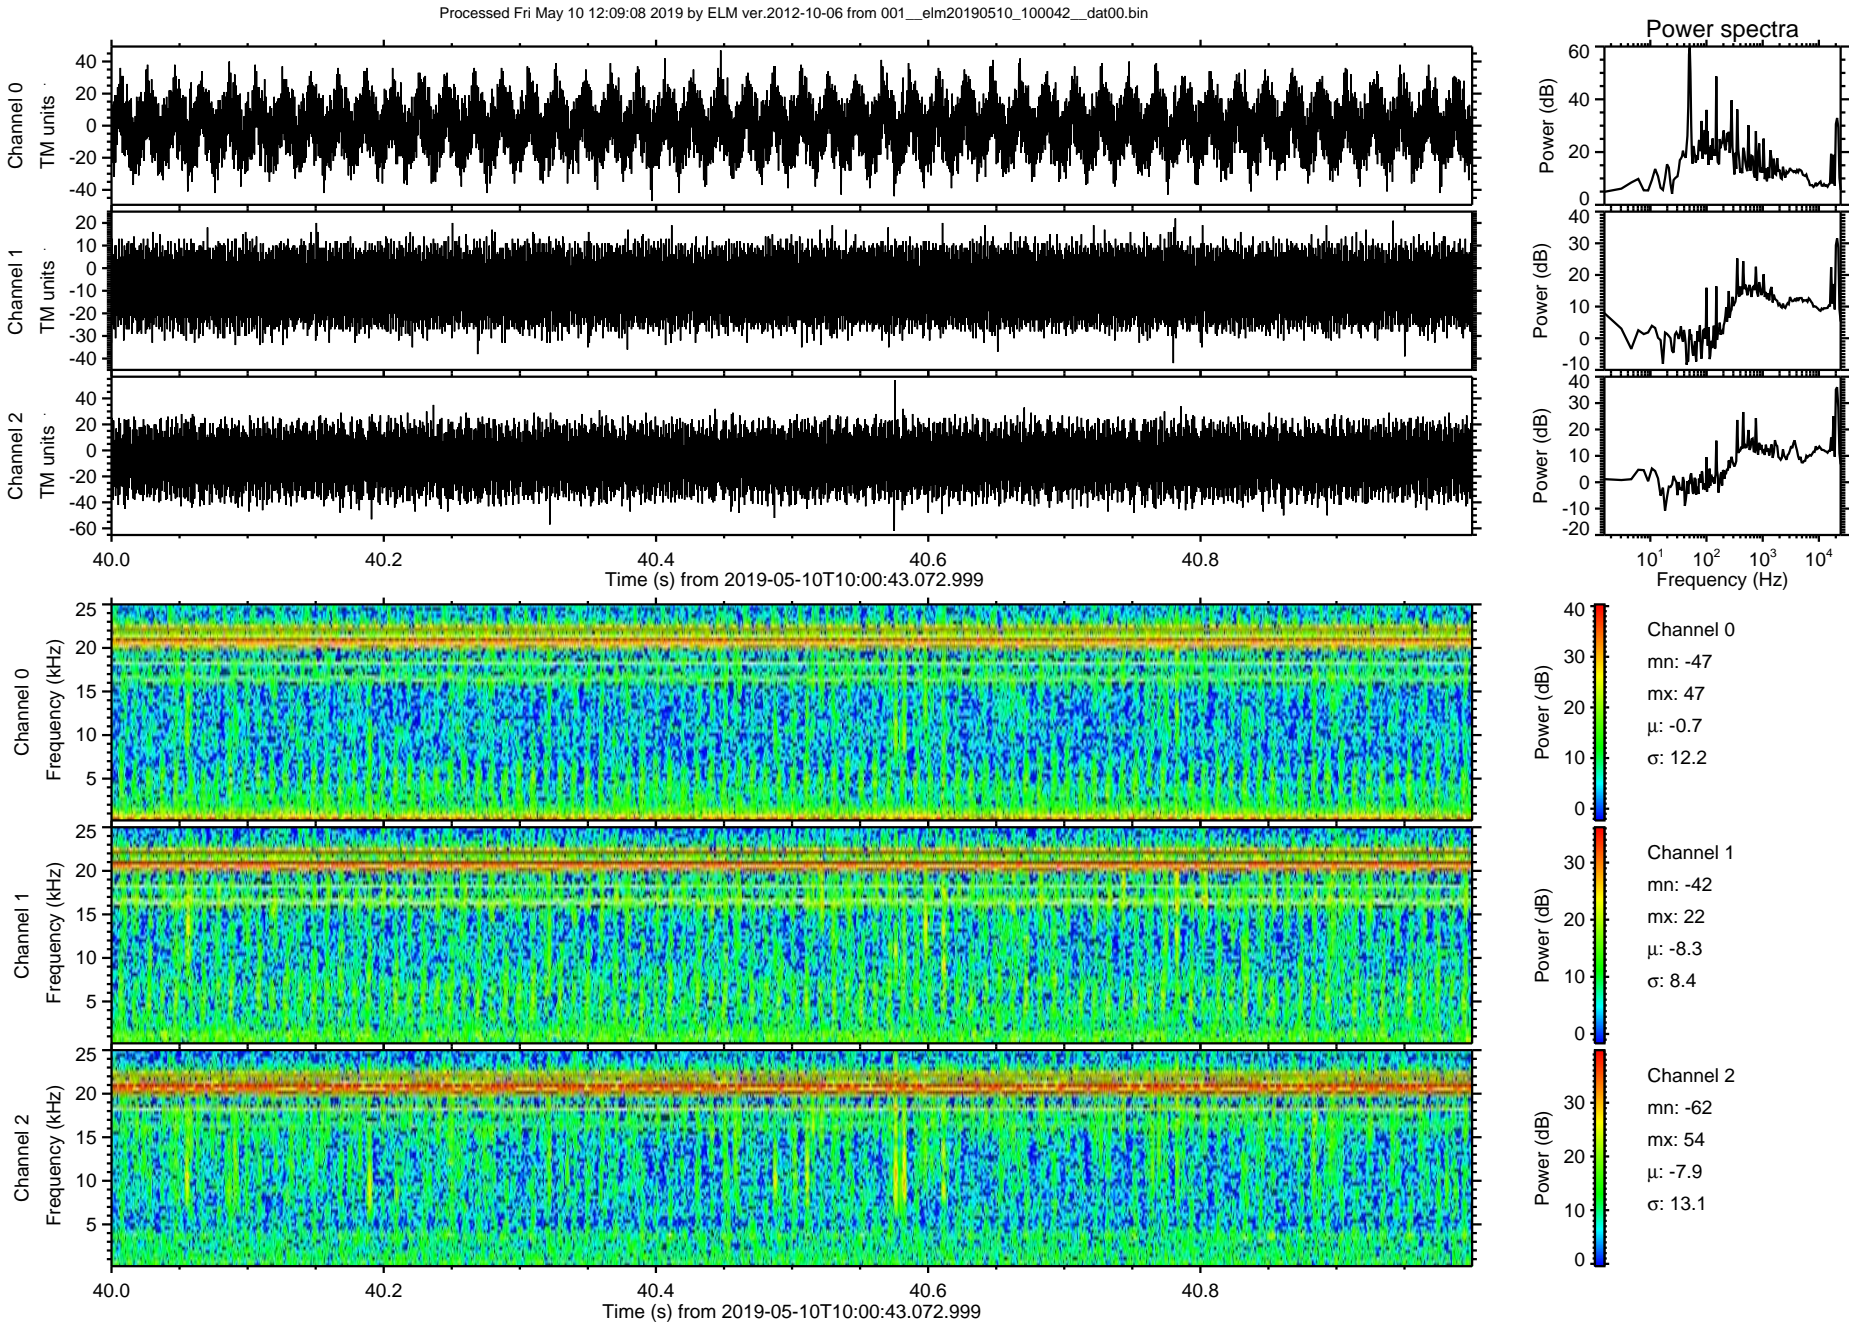 Processed Fri May 10 12:09:08 2019 by ELM ver.2012-10-06 from 001__elm20190510_100042__dat00.bin
Power spectra
Channel 0
TM units
40
20
0
-20
-40
Power (dB)
60
40
20
0
Channel 1
TM units
20
10
0
-10
-20
-30
-40
Power (dB)
40
30
20
10
0
-10
Channel 2
TM units
40
20
0
-20
-40
-60
Power (dB)
40
30
20
10
0
-10
-20
40.0 40.2 40.4 40.6 40.8
Time (s) from 2019-05-10T10:00:43.072.999
10¹ 10² 10³ 10⁴
Frequency (Hz)
Channel 0
Frequency (kHz)
25
20
15
10
5
Power (dB)
40
30
20
10
0
Channel 0
mn: -47
mx: 47
μ: -0.7
σ: 12.2
Channel 1
Frequency (kHz)
25
20
15
10
5
Power (dB)
30
20
10
0
Channel 1
mn: -42
mx: 22
μ: -8.3
σ: 8.4
Channel 2
Frequency (kHz)
25
20
15
10
5
Power (dB)
30
20
10
0
Channel 2
mn: -62
mx: 54
μ: -7.9
σ: 13.1
40.0 40.2 40.4 40.6 40.8
Time (s) from 2019-05-10T10:00:43.072.999